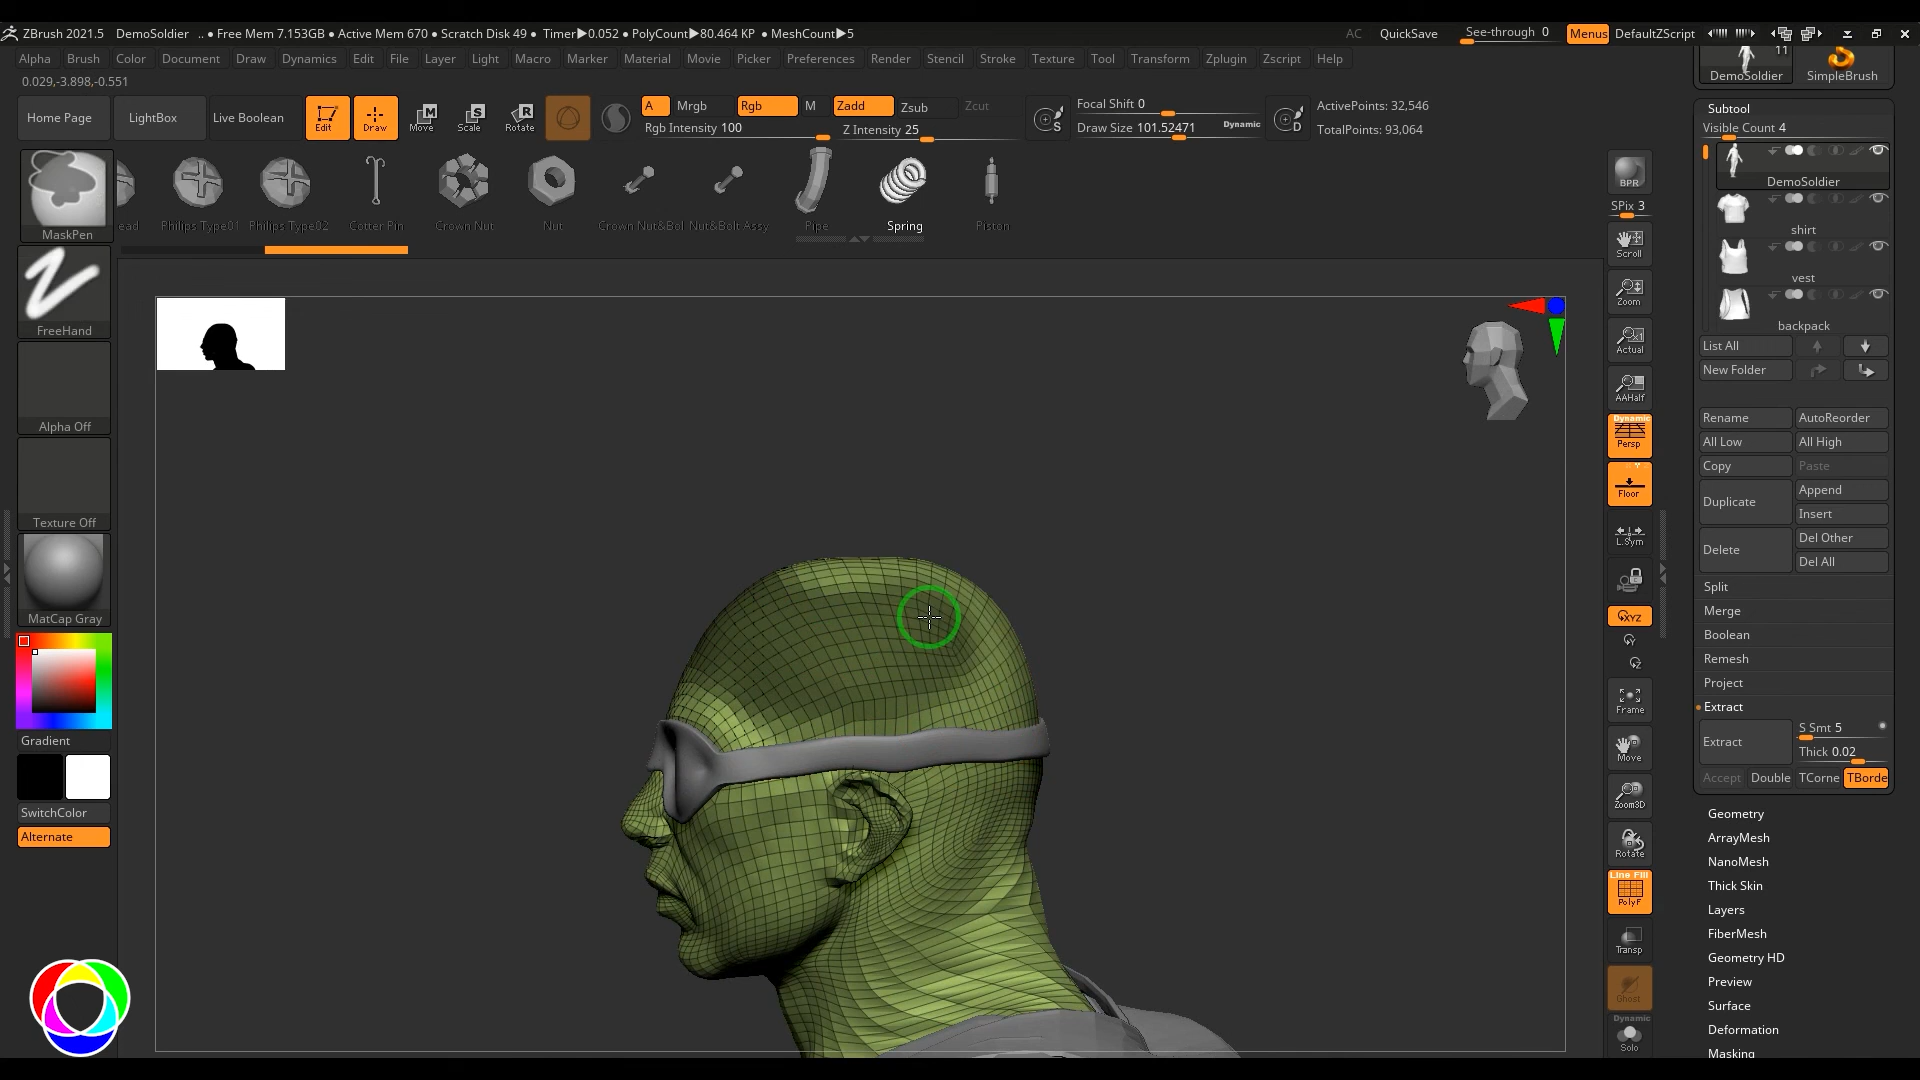 ZBrush 2021.5 DemoSoldier .. ● Free Mem 7.153GB ● Active Mem 670 ● Scratch Disk 49 ● Timer▶0.052 ● PolyCount▶80.464 KP ● MeshCount▶5 AC QuickSave See-through 0 Menus DefaultZScript
Alpha Brush Color Document Draw Dynamics Edit File Layer Light Macro Marker Material Movie Picker Preferences Render Stencil Stroke Texture Tool Transform Zplugin Zscript Help
0.029,-3.898,-0.551
Home Page LightBox Live Boolean Edit Draw Move Scale Rotate
A Mrgb Rgb M Zadd Zsub Zcut
Rgb Intensity 100 Z Intensity 25
S Focal Shift 0
Draw Size 101.52471 Dynamic D
ActivePoints: 32,546
TotalPoints: 93,064
MaskPen
ead Philips Type01 Philips Type02 Cotter Pin Crown Nut Nut Crown Nut&Bol Nut&Bolt Assy Pipe Spring Piston
FreeHand
Alpha Off
Texture Off
MatCap Gray
Gradient
SwitchColor
Alternate
BPR
SPix 3
Scroll
Zoom
Actual
AAHalf
Dynamic
Persp
Floor
L.Sym
XYZ
Y
Z
Frame
Move
Zoom3D
Rotate
Line Fill
PolyF
Transp
Ghost
Dynamic
Solo
11
DemoSoldier SimpleBrush
Subtool
Visible Count 4
DemoSoldier
shirt
vest
backpack
List All
New Folder
Rename AutoReorder
All Low All High
Copy Paste
Duplicate Append
Insert
Delete Del Other
Del All
Split
Merge
Boolean
Remesh
Project
Extract
Extract S Smt 5
Thick 0.02
Accept Double TCorne TBorde
Geometry
ArrayMesh
NanoMesh
Thick Skin
Layers
FiberMesh
Geometry HD
Preview
Surface
Deformation
Masking